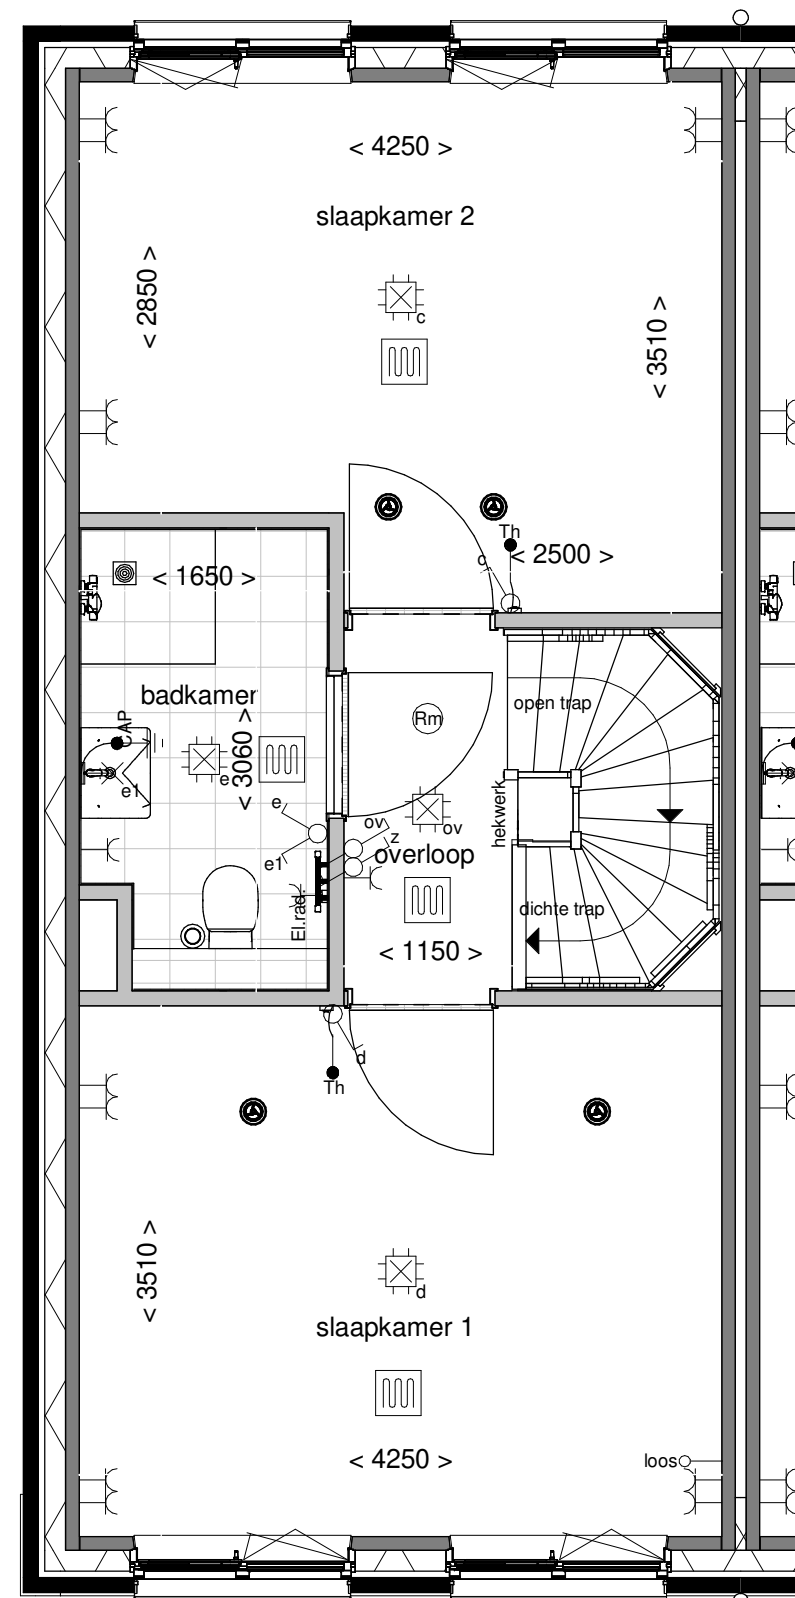 < 4250 >
slaapkamer 2
< 2850 >
< 3510 >
c
Th
c
< 2500 >
< 1650 >
badkamer
CAP
< 3060 >
e
e1
e
e1
El.rad.
Rm
ov
ov
z
overloop
< 1150 >
open trap
hekwerk
dichte trap
d
Th
< 3510 >
d
slaapkamer 1
< 4250 >
loos